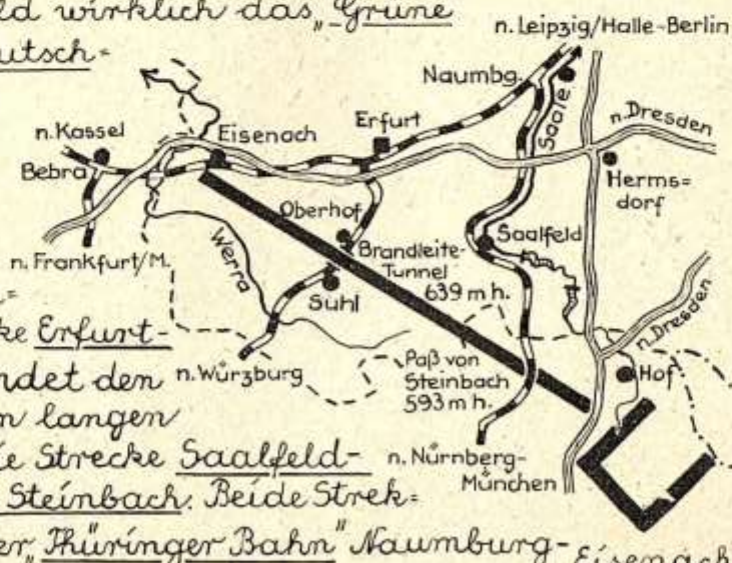 ld wirklich das „Grüne
utsch=
n. Leipzig/Halle-Berlin
Naumbg.
Saale
n. Kassel
Eisenach
Erfurt
n. Dresden
Bebra
Herms=
dorf
Oberhof
Saalfeld
Werra
Brandleite-
Tunnel
639 m h.
n. Frankfurt/M.
Suhl
n. Dresden
ke Erfurt-
Paß von
Steinbach
593 m h.
Hof
ndet den
n. Würzburg
n langen
ie Strecke Saalfeld-
n. Nürnberg-
München
Steinbach. Beide Strek=
er „Thüringer Bahn“ Naumburg-Eisenach